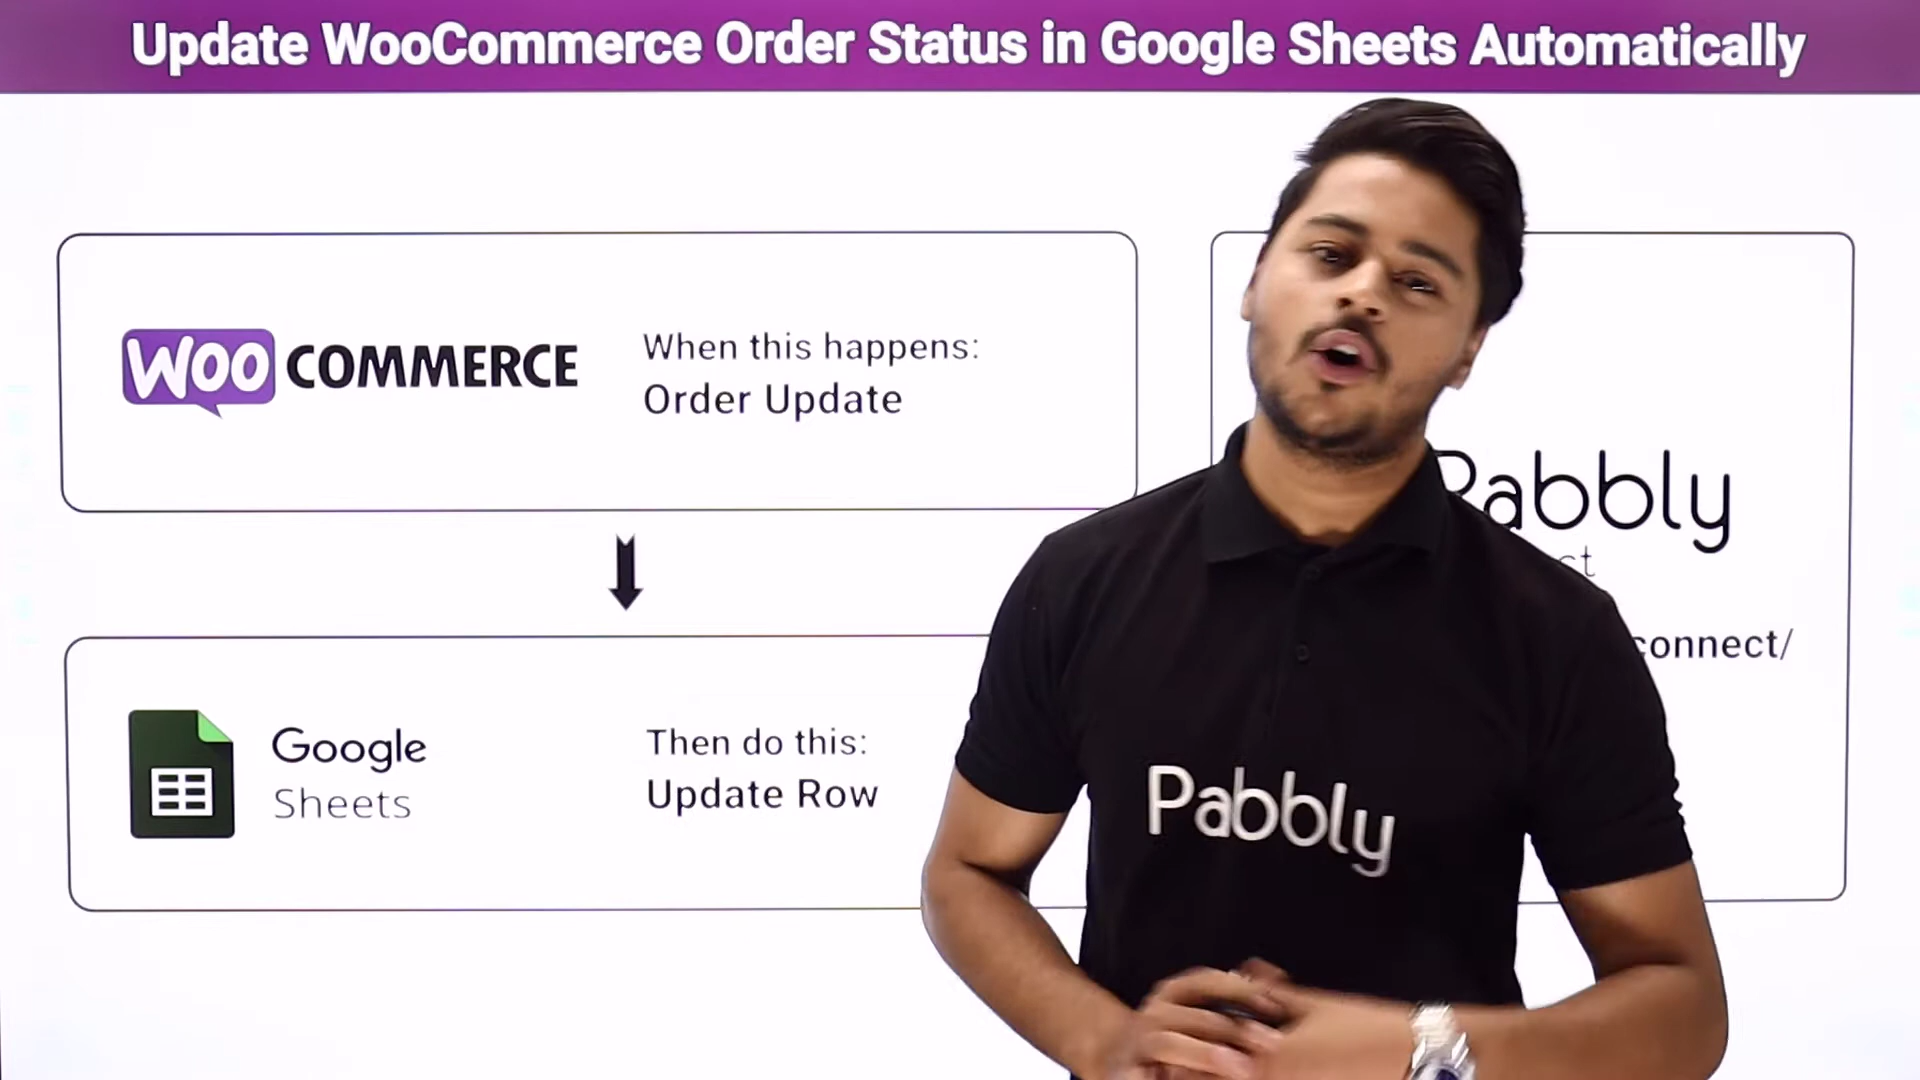 Update WooCommerce Order Status in Google Sheets Automatically
WOO COMMERCE
When this happens:
Order Update
Google
Sheets
Then do this:
Update Row
Pabbly
connect/
Pabbly